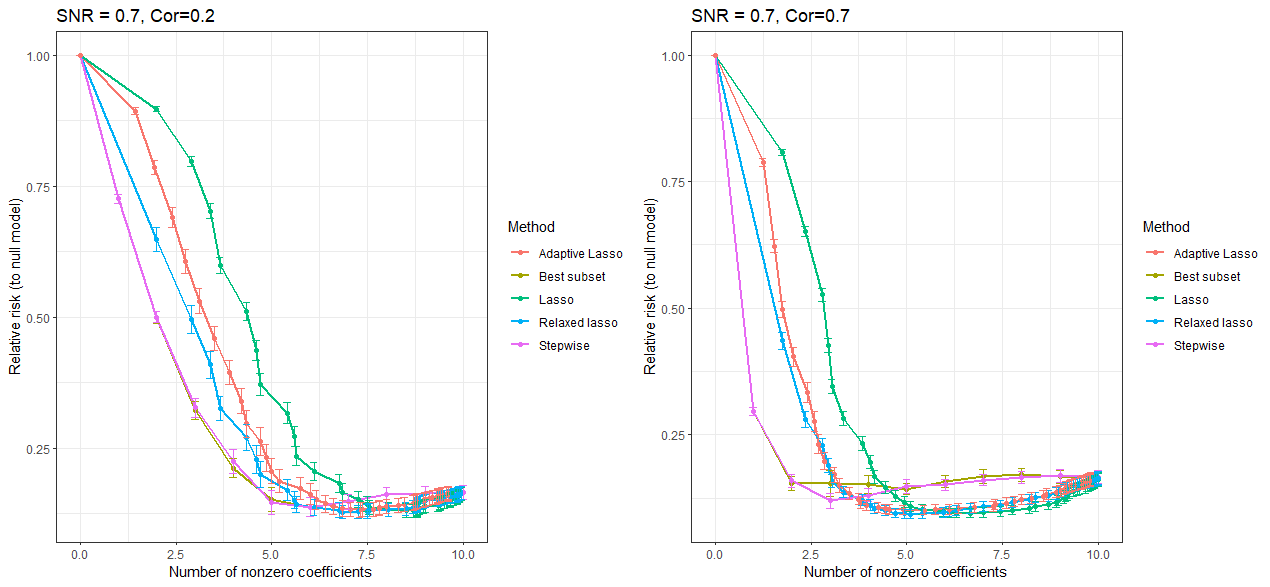 SNR = 0.7, Cor=0.2
Relative risk (to null model)
1.00
0.75
0.50
0.25
0.0
2.5
5.0
7.5
10.0
Number of nonzero coefficients
Method
Adaptive Lasso
Best subset
Lasso
Relaxed lasso
Stepwise
SNR = 0.7, Cor=0.7
Relative risk (to null model)
1.00
0.75
0.50
0.25
0.0
2.5
5.0
7.5
10.0
Number of nonzero coefficients
Method
Adaptive Lasso
Best subset
Lasso
Relaxed lasso
Stepwise